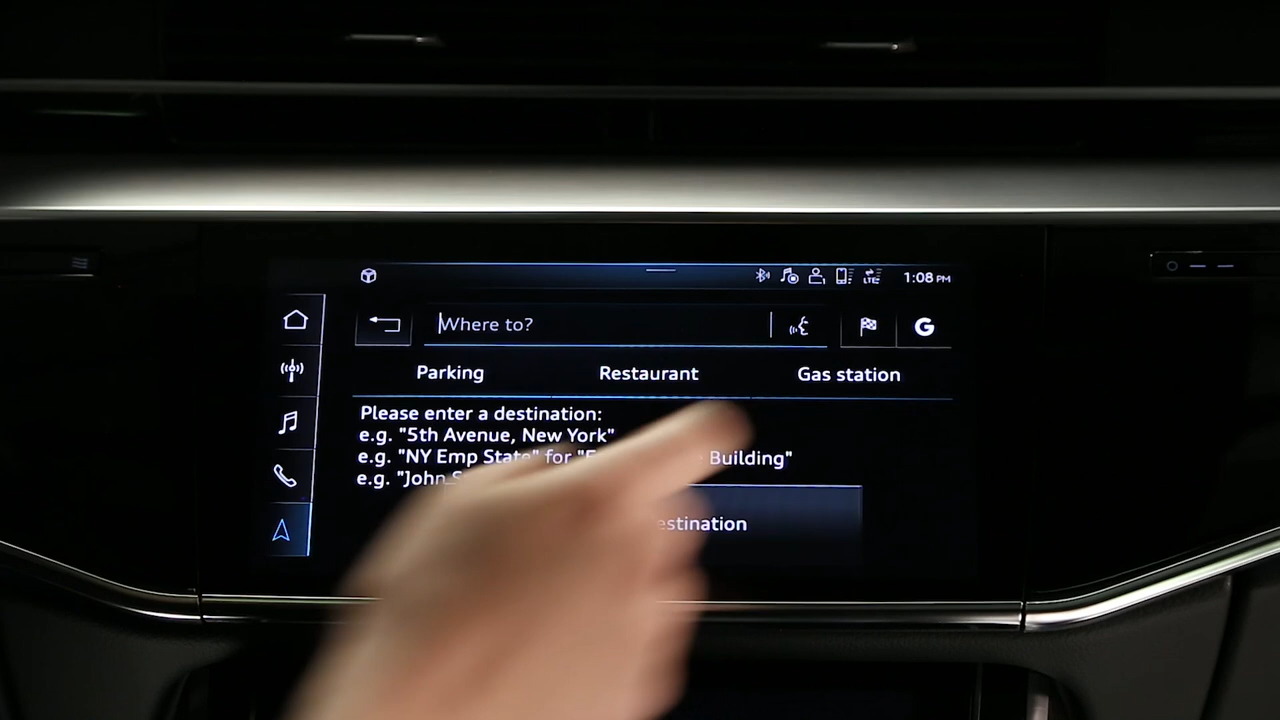 LTE 1:08 PM
Where to? G
Parking Restaurant Gas station
Please enter a destination:
e.g. "5th Avenue, New York"
e.g. "NY Emp State" for " Building"
e.g. "John